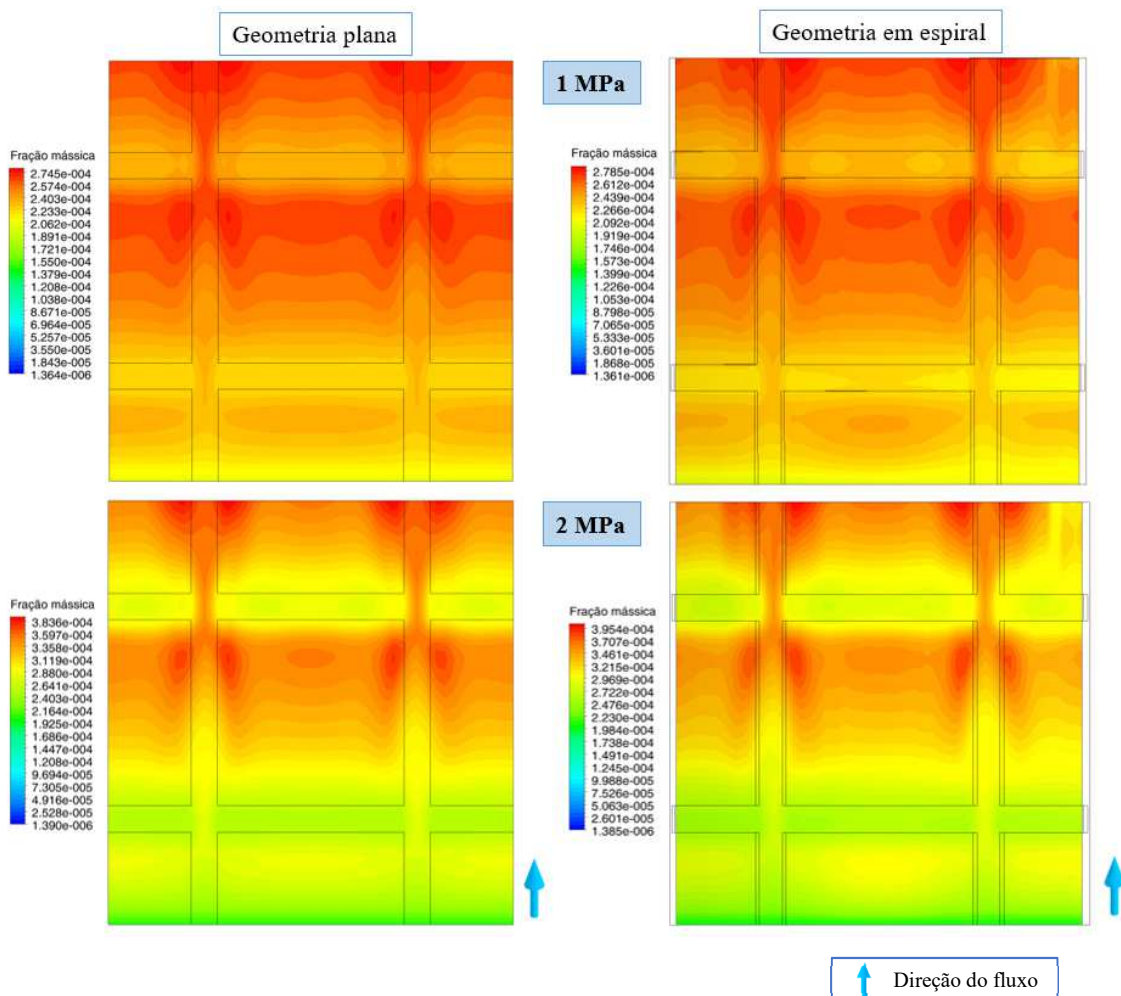 Geometria plana
Geometria em espiral
1 MPa
Fração mássica
2.745e-004
2.574e-004
2.403e-004
2.233e-004
2.062e-004
1.891e-004
1.721e-004
1.550e-004
1.379e-004
1.208e-004
1.038e-004
8.671e-005
6.964e-005
5.257e-005
3.550e-005
1.843e-005
1.364e-006
Fração mássica
2.785e-004
2.612e-004
2.439e-004
2.266e-004
2.092e-004
1.919e-004
1.746e-004
1.573e-004
1.399e-004
1.226e-004
1.053e-004
8.798e-005
7.065e-005
5.333e-005
3.601e-005
1.868e-005
1.361e-006
2 MPa
Fração mássica
3.836e-004
3.597e-004
3.358e-004
3.119e-004
2.880e-004
2.641e-004
2.403e-004
2.164e-004
1.925e-004
1.686e-004
1.447e-004
1.208e-004
9.694e-005
7.305e-005
4.916e-005
2.528e-005
1.390e-006
Fração mássica
3.954e-004
3.707e-004
3.461e-004
3.215e-004
2.969e-004
2.722e-004
2.476e-004
2.230e-004
1.984e-004
1.738e-004
1.491e-004
1.245e-004
9.988e-005
7.526e-005
5.063e-005
2.601e-005
1.385e-006
Direção do fluxo